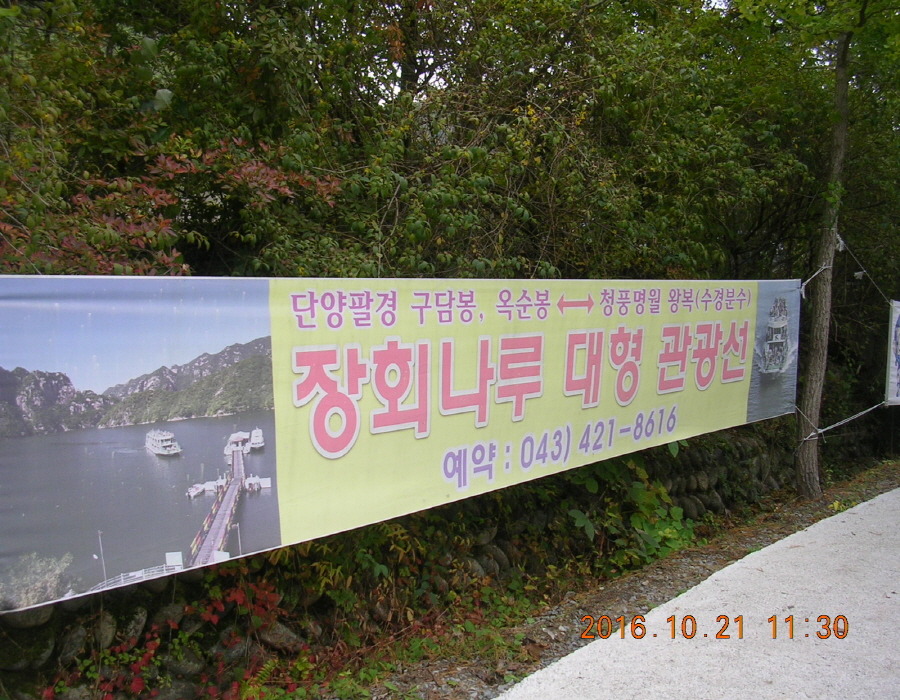 단양팔경 구담봉, 옥순봉↔청풍명월 왕복(수경분수)
장회나루 대형 관광선
예약 : 043) 421-8616
2016.10.21 11:30